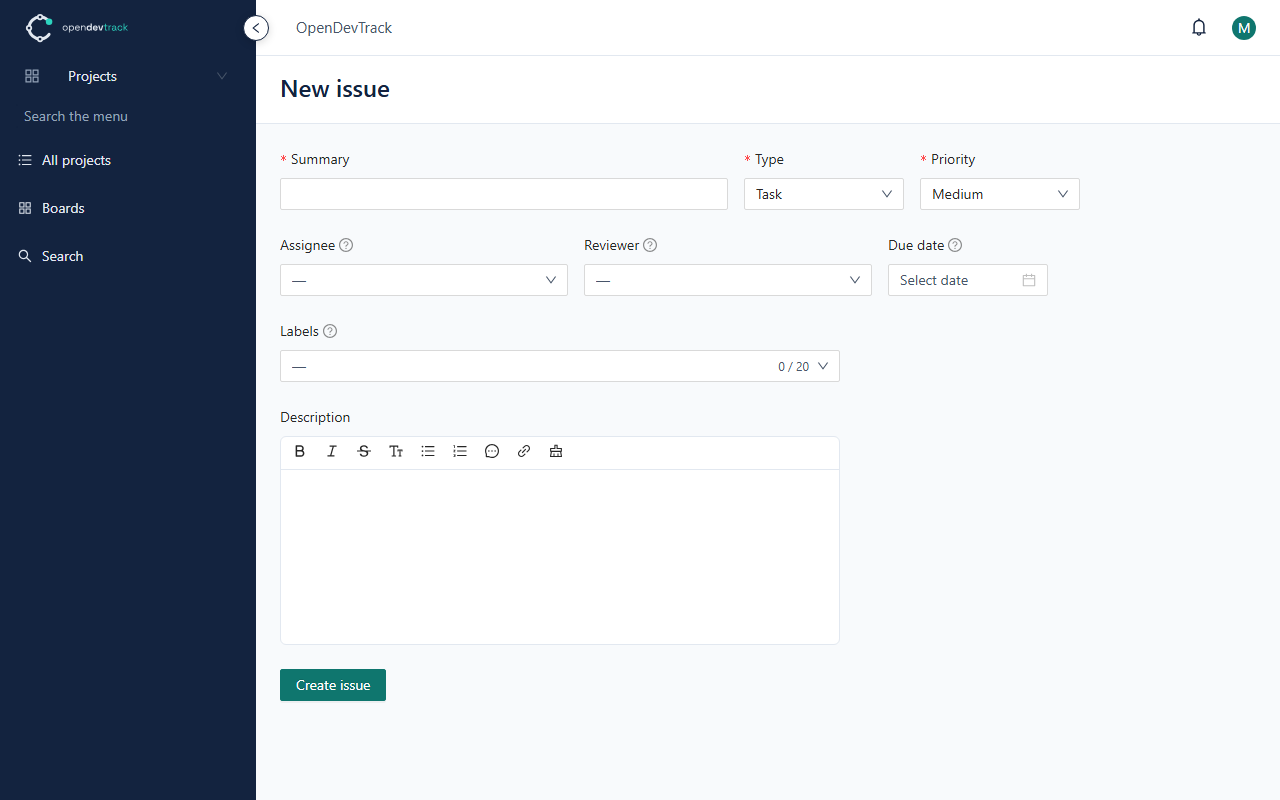 opendevtrack
OpenDevTrack
M
Projects
Search the menu
All projects
Boards
Search
New issue
* Summary
* Type
* Priority
Task
Medium
Assignee
Reviewer
Due date
—
—
Select date
Labels
—
0 / 20
Description
Create issue